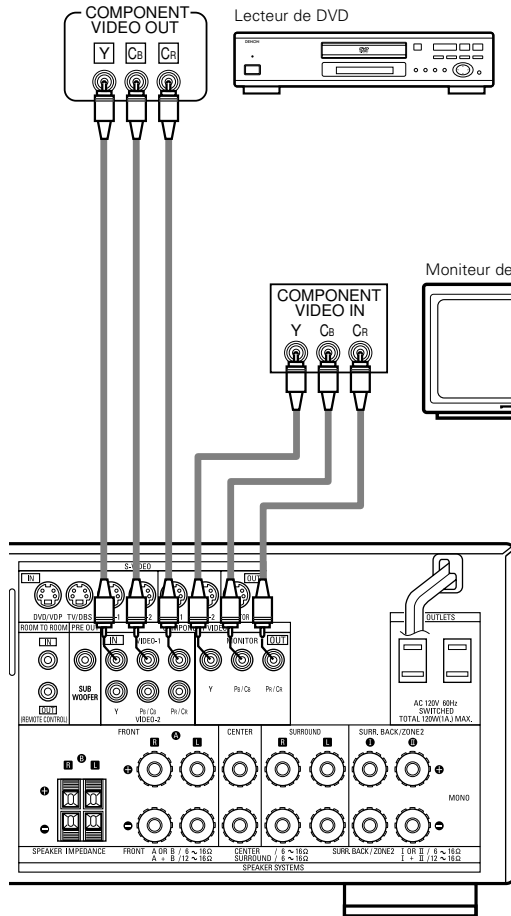 COMPONENT
VIDEO OUT
Y CB CR
Lecteur de DVD
DENON
Moniteur de
COMPONENT
VIDEO IN
Y CB CR
S-VIDEO
IN
OUT
DVD/VDP TV/DBS
ROOM TO ROOM
PRE OUT
IN
VIDEO-1
MONITOR
OUT
IN
OUT
(REMOTE CONTROL)
SUB
WOOFER
Y PB/CB PR/CR
VIDEO-2
Y PB/CB PR/CR
OUTLETS
AC 120V 60Hz
SWITCHED
TOTAL 120W(1A.) MAX.
FRONT
A
R L
CENTER
SURROUND
R L
SURR. BACK/ZONE2
I II
B
R L
MONO
SPEAKER IMPEDANCE
FRONT A OR B / 6 ~ 16Ω
A + B /12 ~ 16Ω
CENTER / 6 ~ 16Ω
SURROUND / 6 ~ 16Ω
SURR. BACK / ZONE2 I OR II / 6 ~ 16Ω
I + II /12 ~ 16Ω
SPEAKER SYSTEMS